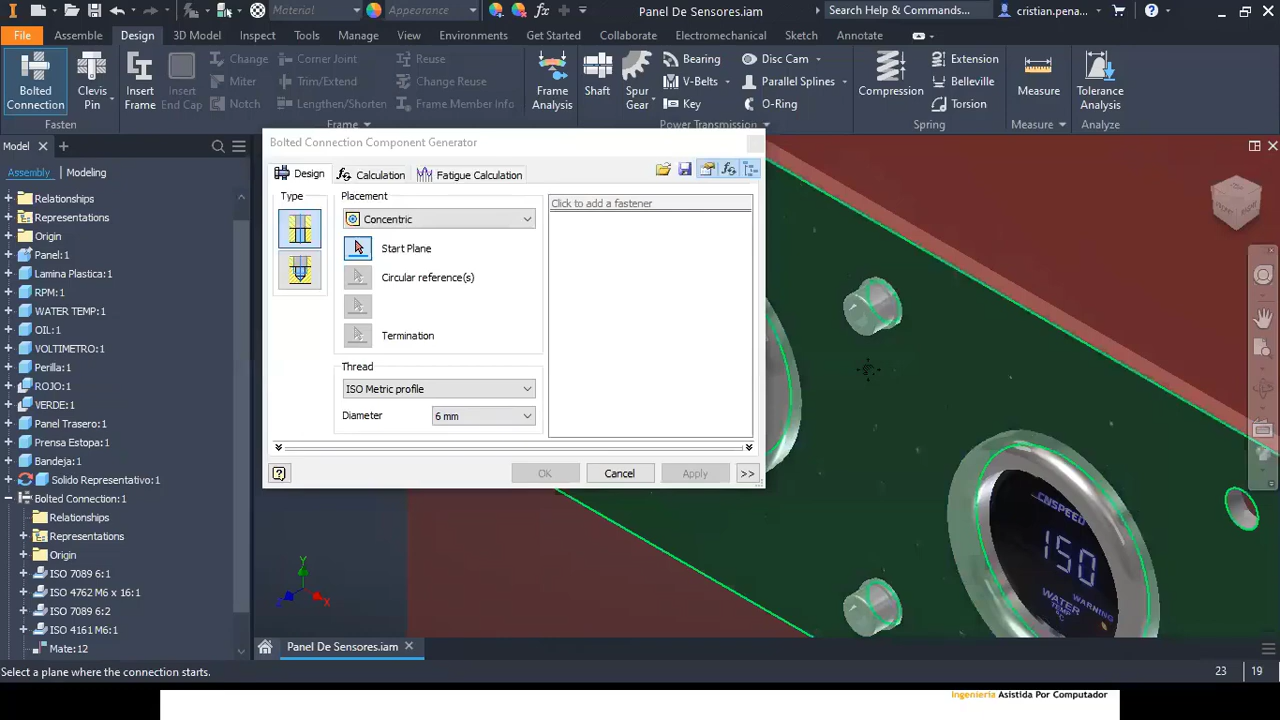 Material
Appearance
Panel De Sensores.iam
Search Help & Commands...
cristian.pena...
File
Assemble
Design
3D Model
Inspect
Tools
Manage
View
Environments
Get Started
Collaborate
Electromechanical
Sketch
Annotate
Bolted Connection
Clevis Pin
Insert Frame
Insert End Cap
Change
Miter
Notch
Corner Joint
Trim/Extend
Lengthen/Shorten
Reuse
Change Reuse
Frame Member Info
Frame Analysis
Shaft
Spur Gear
Bearing
V-Belts
Key
Disc Cam
Parallel Splines
O-Ring
Compression
Extension
Belleville
Torsion
Measure
Tolerance Analysis
Fasten
Frame
Power Transmission
Spring
Measure
Analyze
Model
Assembly
Modeling
Relationships
Representations
Origin
Panel:1
Lamina Plastica:1
RPM:1
WATER TEMP:1
OIL:1
VOLTIMETRO:1
Perilla:1
ROJO:1
VERDE:1
Panel Trasero:1
Prensa Estopa:1
Bandeja:1
Solido Representativo:1
Bolted Connection:1
Relationships
Representations
Origin
ISO 7089 6:1
ISO 4762 M6 x 16:1
ISO 7089 6:2
ISO 4161 M6:1
Mate:12
Bolted Connection Component Generator
Design
Calculation
Fatigue Calculation
Type
Placement
Concentric
Start Plane
Circular reference(s)
Termination
Thread
ISO Metric profile
Diameter
6 mm
Click to add a fastener
OK
Cancel
Apply
>>
CNSPEED
150
WATER
TEMP
°C
WARNING
X
Y
Z
Panel De Sensores.iam
Select a plane where the connection starts.
23
19
Ingeniería Asistida Por Computador